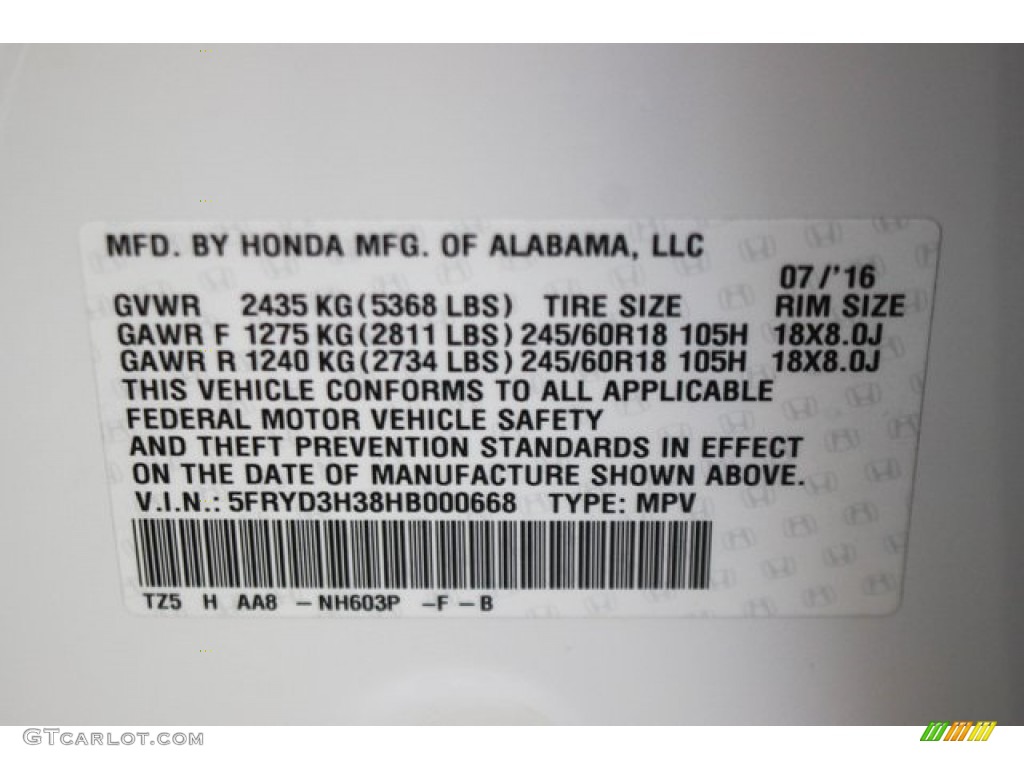 MFD. BY HONDA MFG. OF ALABAMA, LLC
07/'16
GVWR 2435 KG(5368 LBS) TIRE SIZE RIM SIZE
GAWR F 1275 KG(2811 LBS) 245/60R18 105H 18X8.0J
GAWR R 1240 KG(2734 LBS) 245/60R18 105H 18X8.0J
THIS VEHICLE CONFORMS TO ALL APPLICABLE
FEDERAL MOTOR VEHICLE SAFETY
AND THEFT PREVENTION STANDARDS IN EFFECT
ON THE DATE OF MANUFACTURE SHOWN ABOVE.
V.I.N.: 5FRYD3H38HB000668 TYPE: MPV
TZ5 H AA8 -NH603P -F-B
GTCARLOT.COM